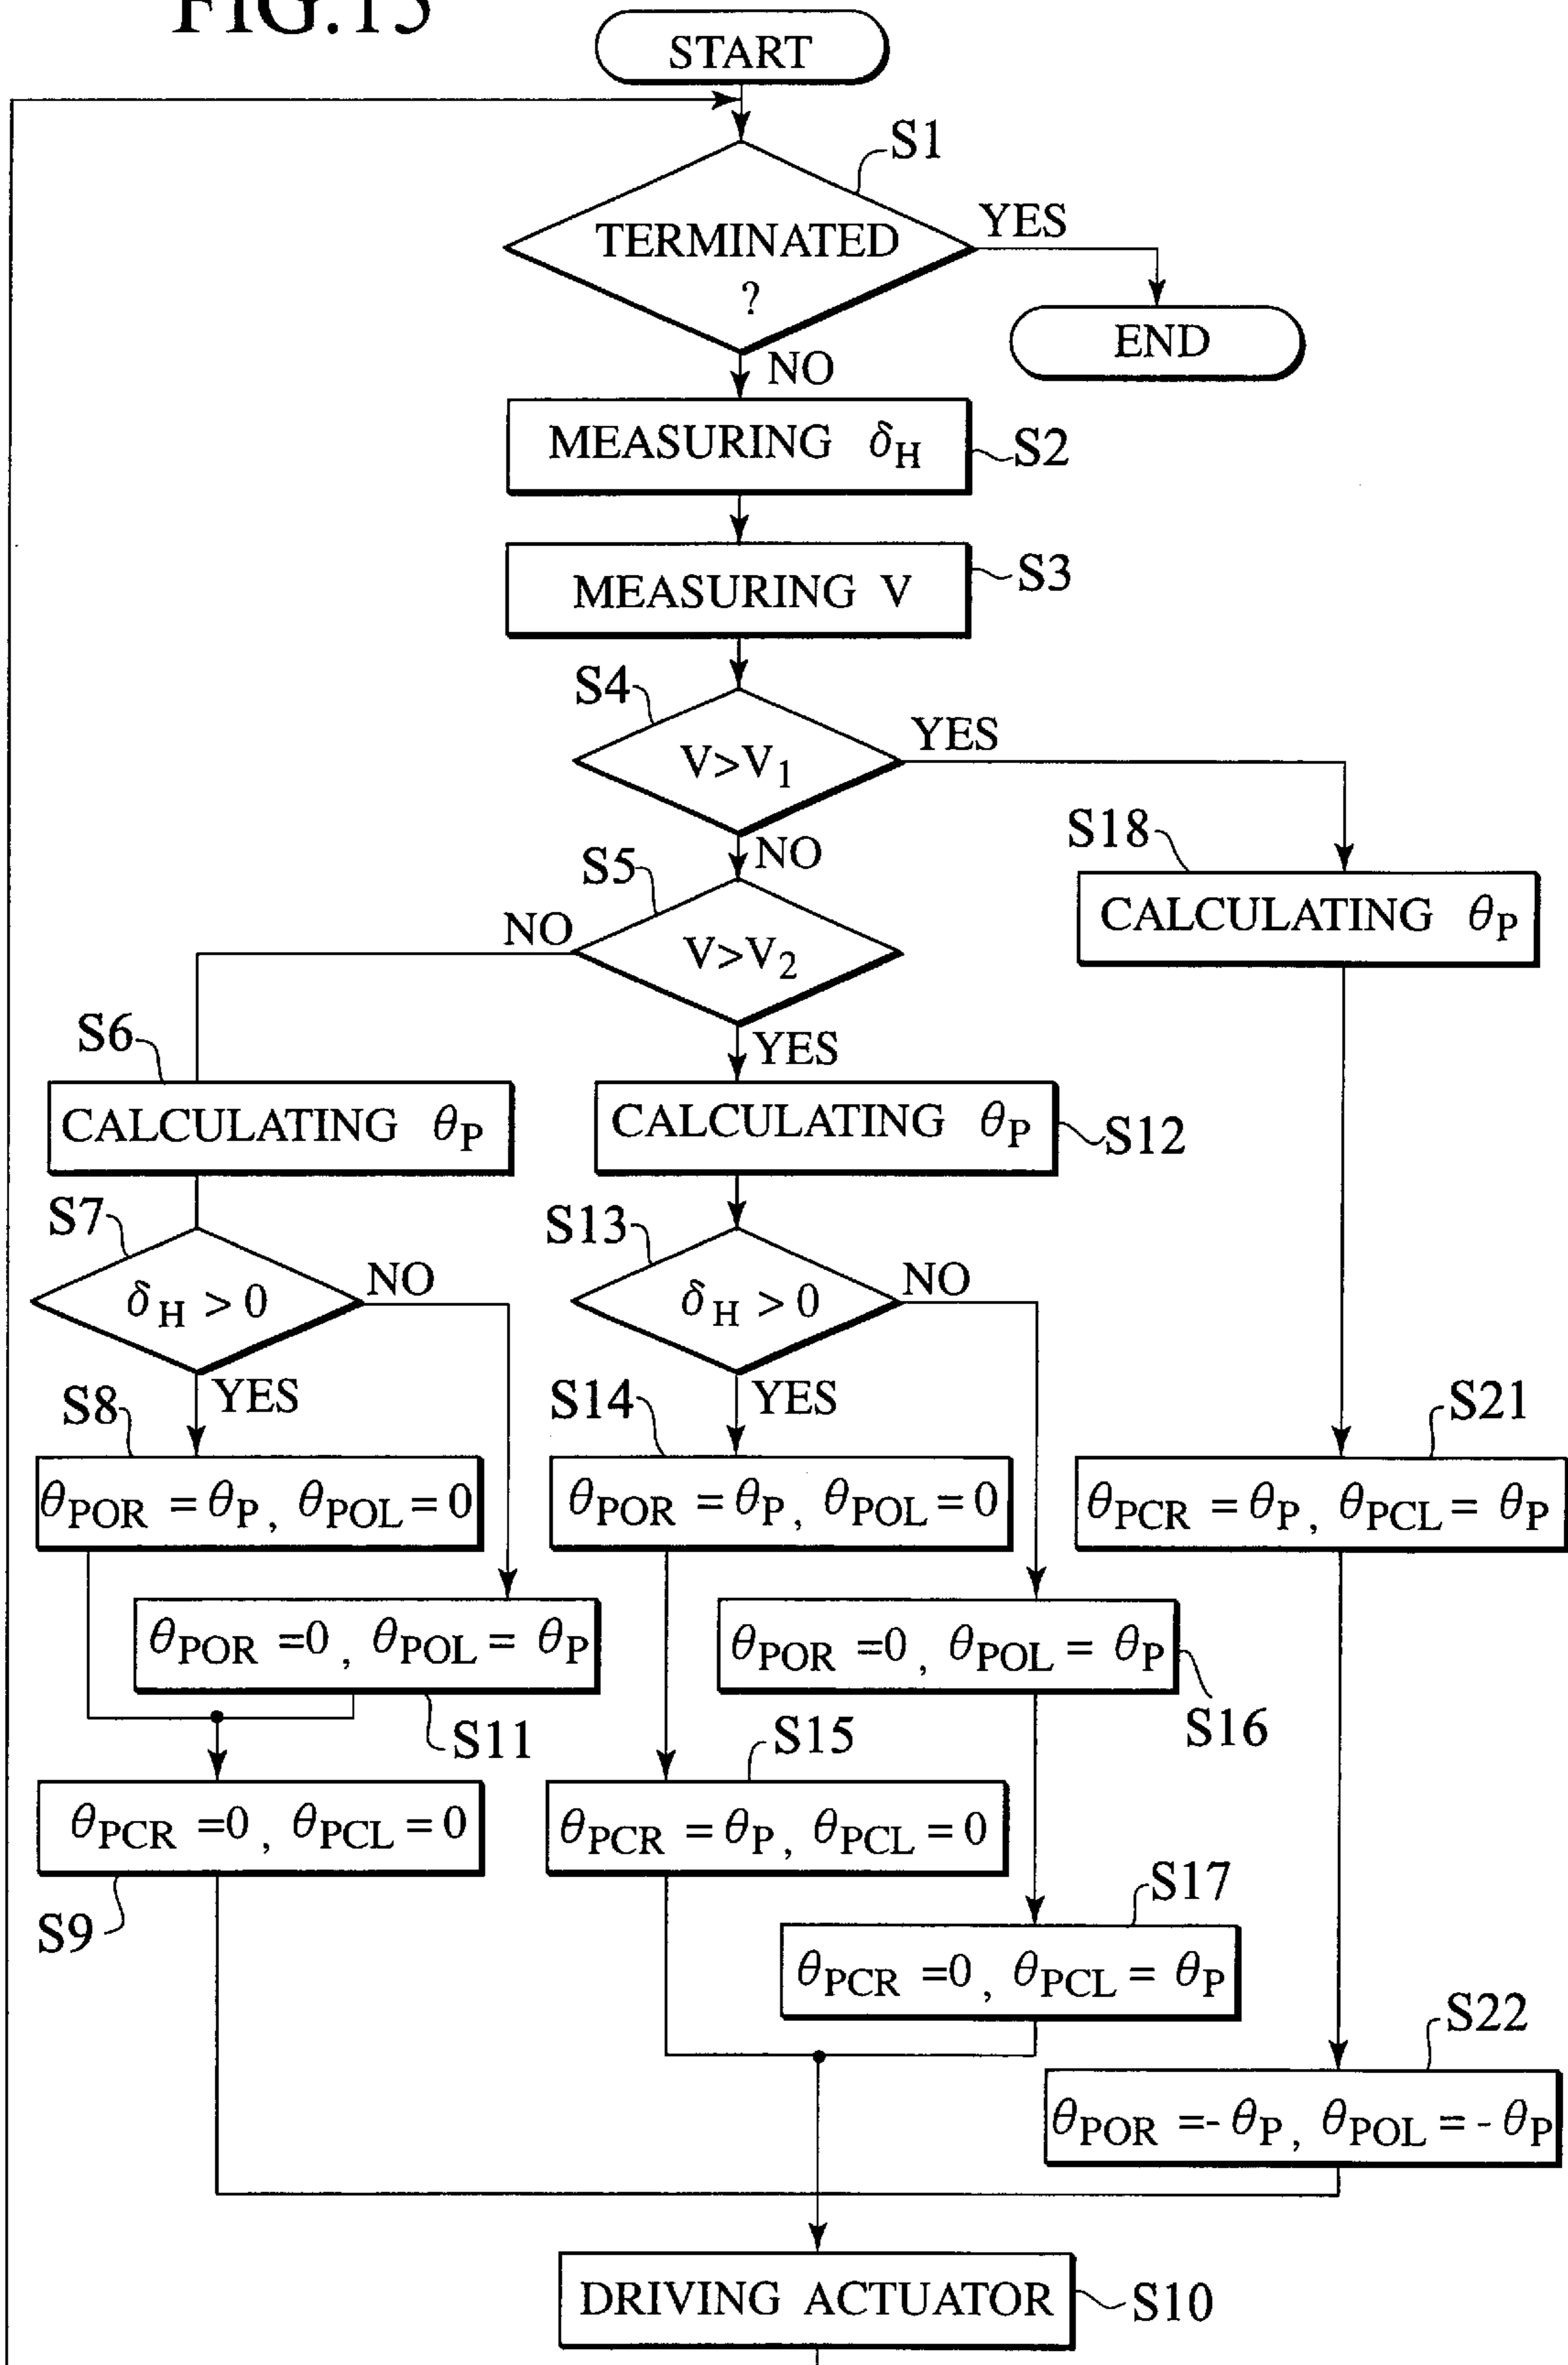 FIG.15
START
S1
TERMINATED
?
YES
END
NO
MEASURING δH
S2
MEASURING V
S3
S4
V>V1
YES
NO
S18
CALCULATING θP
S5
V>V2
NO
YES
S6
CALCULATING θP
CALCULATING θP
S12
S7
δH > 0
NO
S13
δH > 0
NO
YES
YES
S8
S14
S21
θPOR = θP, θPOL = 0
θPOR = θP, θPOL = 0
θPCR = θP, θPCL = θP
θPOR =0, θPOL = θP
S11
θPOR =0, θPOL = θP
S16
S15
θPCR =0, θPCL = 0
S9
θPCR = θP, θPCL = 0
S17
θPCR =0, θPCL = θP
S22
θPOR =- θP, θPOL = - θP
DRIVING ACTUATOR
S10